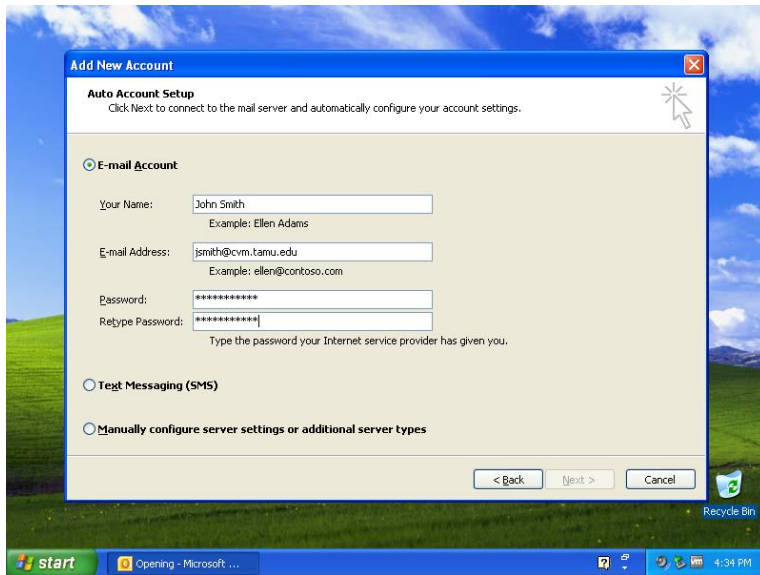 Add New Account
Auto Account Setup
Click Next to connect to the mail server and automatically configure your account settings.
E-mail Account
Your Name: John Smith
Example: Ellen Adams
E-mail Address: jsmith@cvm.tamu.edu
Example: ellen@contoso.com
Password: ***********
Retype Password: ***********
Type the password your Internet service provider has given you.
Text Messaging (SMS)
Manually configure server settings or additional server types
< Back Next > Cancel
Recycle Bin
start Opening - Microsoft ... 4:34 PM